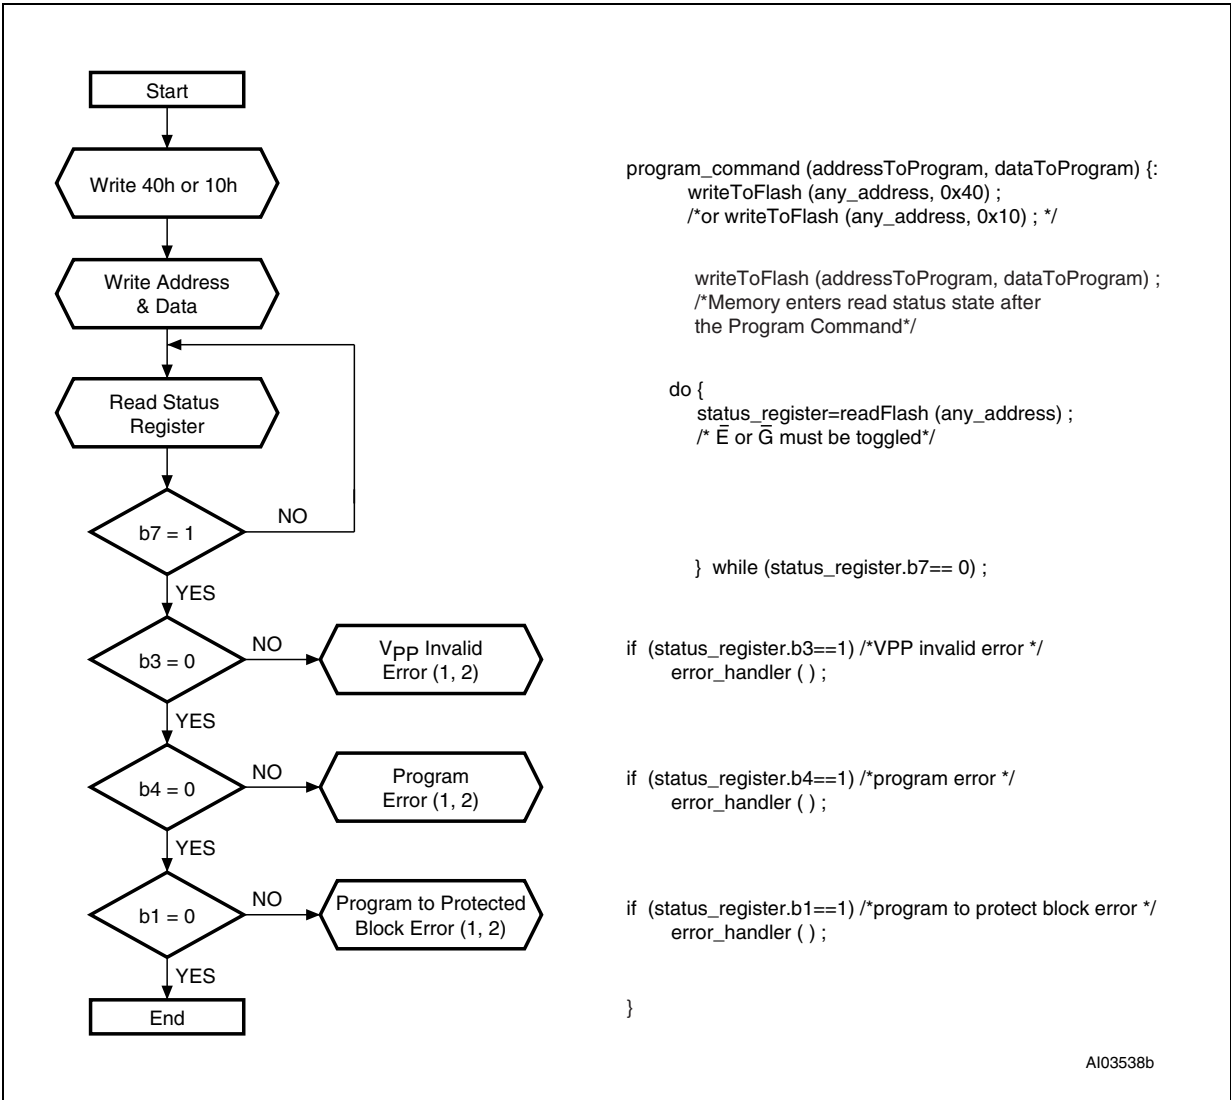 Start
Write 40h or 10h
Write Address
& Data
Read Status
Register
b7 = 1
NO
YES
b3 = 0
NO
VPP Invalid
Error (1, 2)
YES
b4 = 0
NO
Program
Error (1, 2)
YES
b1 = 0
NO
Program to Protected
Block Error (1, 2)
YES
End
program_command (addressToProgram, dataToProgram) {:
writeToFlash (any_address, 0x40) ;
/*or writeToFlash (any_address, 0x10) ; */
writeToFlash (addressToProgram, dataToProgram) ;
/*Memory enters read status state after
the Program Command*/
do {
status_register=readFlash (any_address) ;
/* E̅ or G̅ must be toggled*/
} while (status_register.b7== 0) ;
if (status_register.b3==1) /*VPP invalid error */
error_handler ( ) ;
if (status_register.b4==1) /*program error */
error_handler ( ) ;
if (status_register.b1==1) /*program to protect block error */
error_handler ( ) ;
}
AI03538b